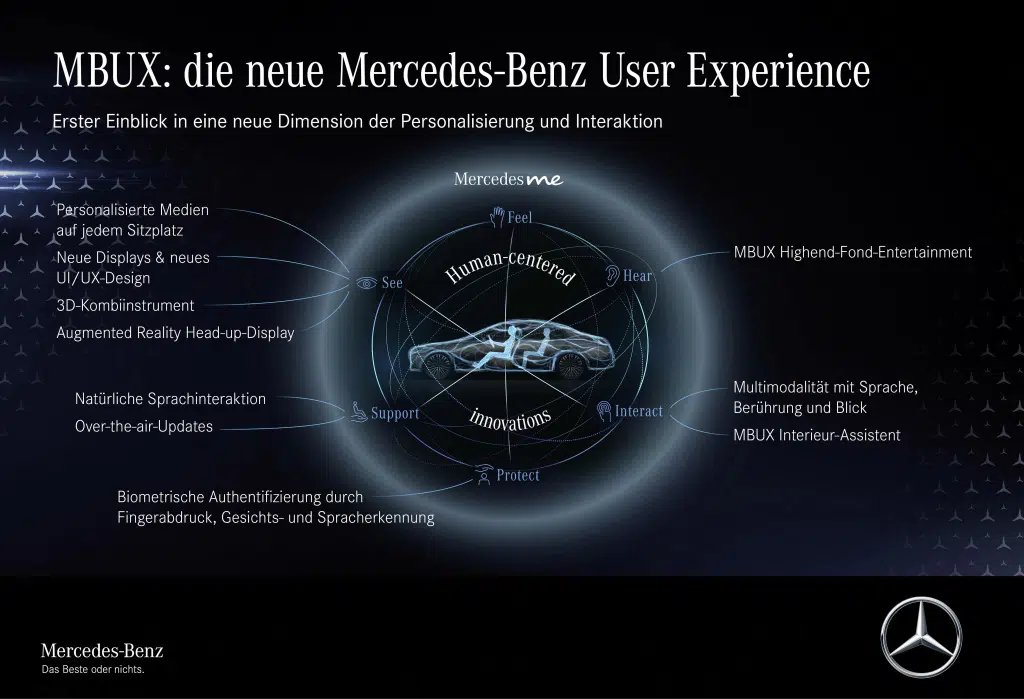 MBUX: die neue Mercedes-Benz User Experience
Erster Einblick in eine neue Dimension der Personalisierung und Interaktion
Mercedes me
Feel
Personalisierte Medien
auf jedem Sitzplatz
Neue Displays & neues
UI/UX-Design
3D-Kombiinstrument
Augmented Reality Head-up-Display
See
Human-centered
Hear
MBUX Highend-Fond-Entertainment
Natürliche Sprachinteraktion
Over-the-air-Updates
Support
innovations
Interact
Multimodalität mit Sprache,
Berührung und Blick
MBUX Interieur-Assistent
Protect
Biometrische Authentifizierung durch
Fingerabdruck, Gesichts- und Spracherkennung
Mercedes-Benz
Das Beste oder nichts.